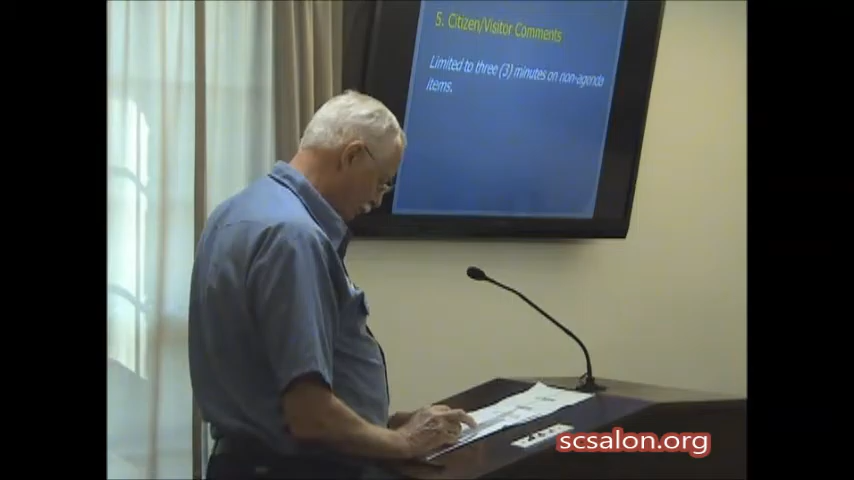 5. Citizen/Visitor Comments
Limited to three (3) minutes on non-agenda
items.
scsalon.org